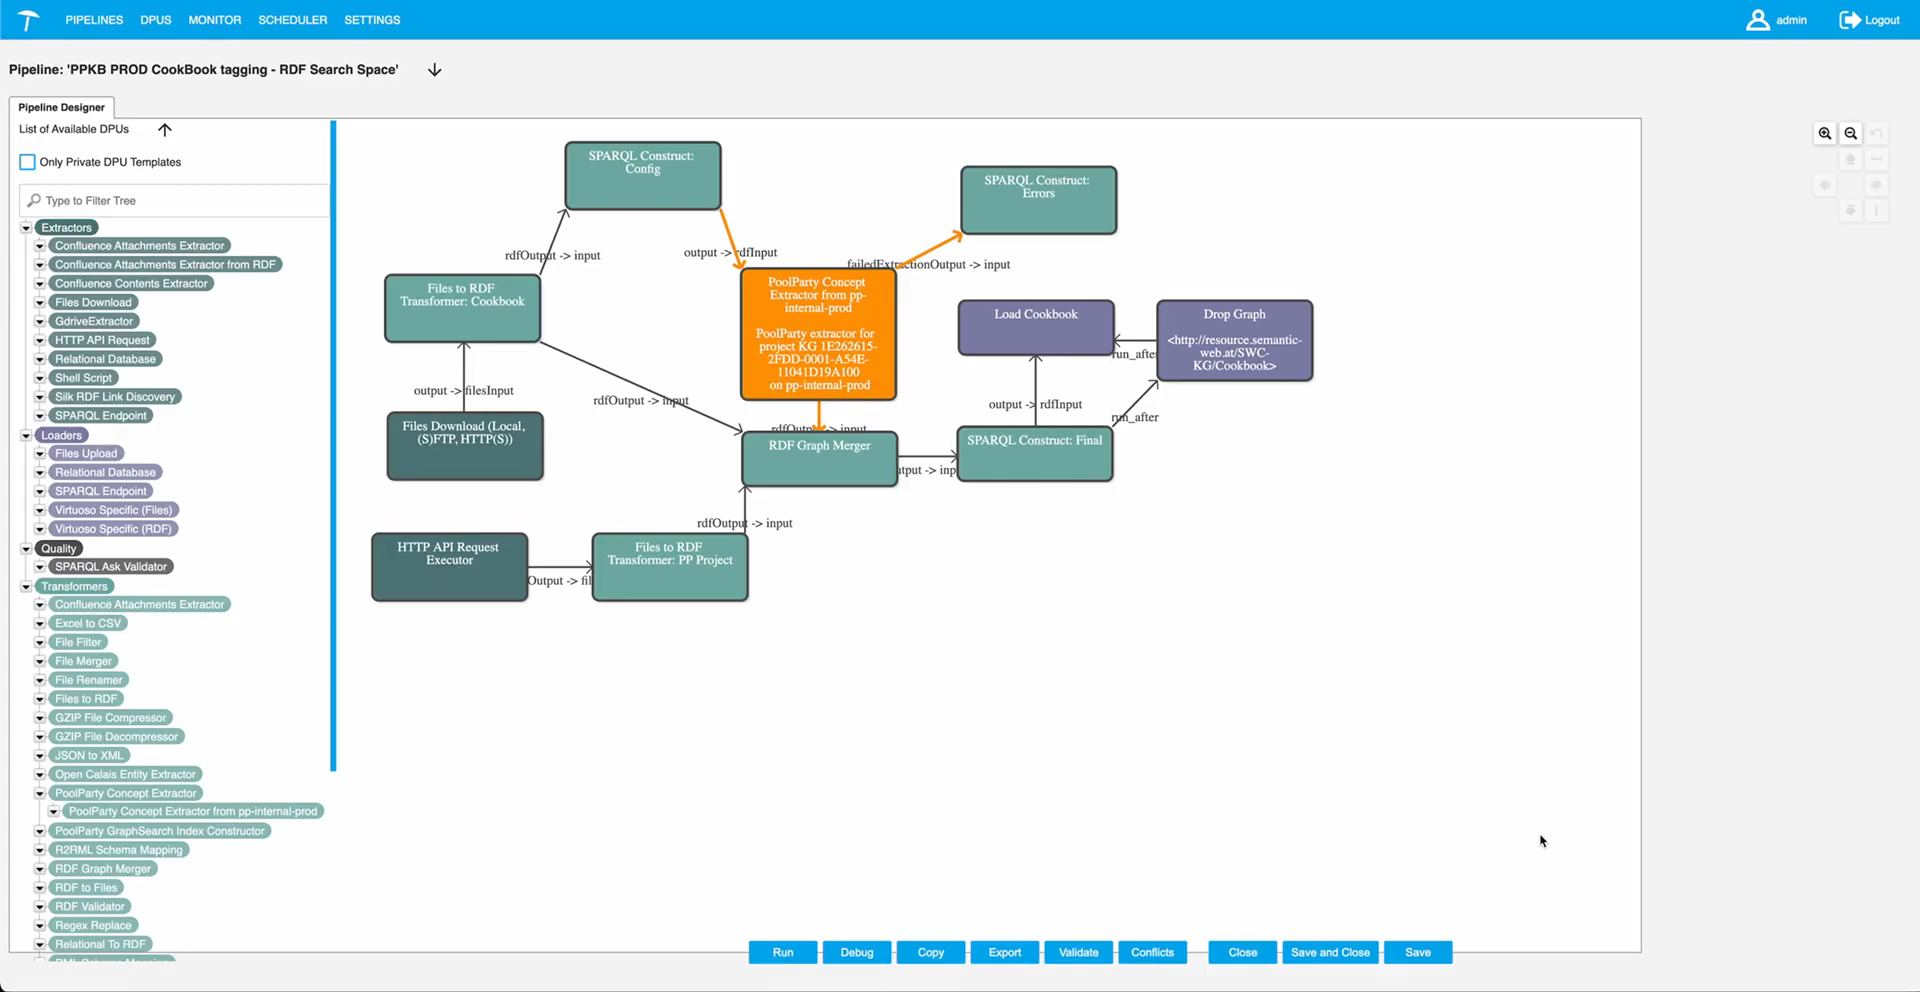 PIPELINES DPUS MONITOR SCHEDULER SETTINGS admin Logout
Pipeline: 'PPKB PROD CookBook tagging - RDF Search Space'
Pipeline Designer
List of Available DPUs
Only Private DPU Templates
Type to Filter Tree
Extractors
Confluence Attachments Extractor
Confluence Attachments Extractor from RDF
Confluence Contents Extractor
Files Download
GdriveExtractor
HTTP API Request
Relational Database
Shell Script
Silk RDF Link Discovery
SPARQL Endpoint
Loaders
Files Upload
Relational Database
SPARQL Endpoint
Virtuoso Specific (Files)
Virtuoso Specific (RDF)
Quality
SPARQL Ask Validator
Transformers
Confluence Attachments Extractor
Excel to CSV
File Filter
File Merger
File Renamer
Files to RDF
GZIP File Compressor
GZIP File Decompressor
JSON to XML
Open Calais Entity Extractor
PoolParty Concept Extractor
PoolParty Concept Extractor from pp-internal-prod
PoolParty GraphSearch Index Constructor
R2RML Schema Mapping
RDF Graph Merger
RDF to Files
RDF Validator
Regex Replace
Relational To RDF
SPARQL Construct:
Config
SPARQL Construct:
Errors
rdfOutput -> input
output -> rdfInput
failedExtractionOutput -> input
Files to RDF
Transformer: Cookbook
PoolParty Concept
Extractor from pp-
internal-prod
PoolParty extractor for
project KG 1E262615-
2FDD-0001-A54E-
11041D19A100
on pp-internal-prod
Load Cookbook
Drop Graph
<http://resource.semantic-
web.at/SWC-
KG/Cookbook>
run_after
output -> filesInput
rdfOutput -> input
output -> rdfInput
run_after
Files Download (Local,
(S)FTP, HTTP(S))
rdfOutput -> input
RDF Graph Merger
SPARQL Construct: Final
utput -> inp
rdfOutput -> input
HTTP API Request
Executor
Output -> fil
Files to RDF
Transformer: PP Project
Run Debug Copy Export Validate Conflicts Close Save and Close Save